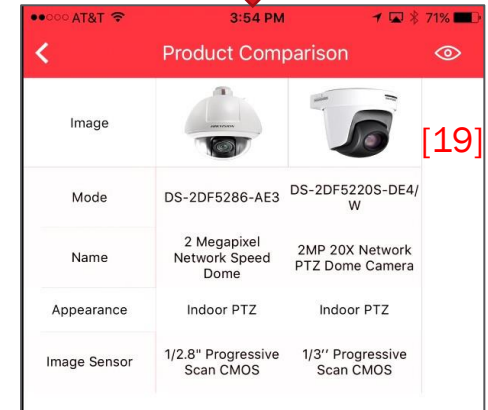 AT&T 3:54 PM 71%
Product Comparison
Image
HIKVISION
[19]
Mode DS-2DF5286-AE3 DS-2DF5220S-DE4/
W
Name 2 Megapixel
Network Speed
Dome 2MP 20X Network
PTZ Dome Camera
Appearance Indoor PTZ Indoor PTZ
Image Sensor 1/2.8" Progressive
Scan CMOS 1/3'' Progressive
Scan CMOS